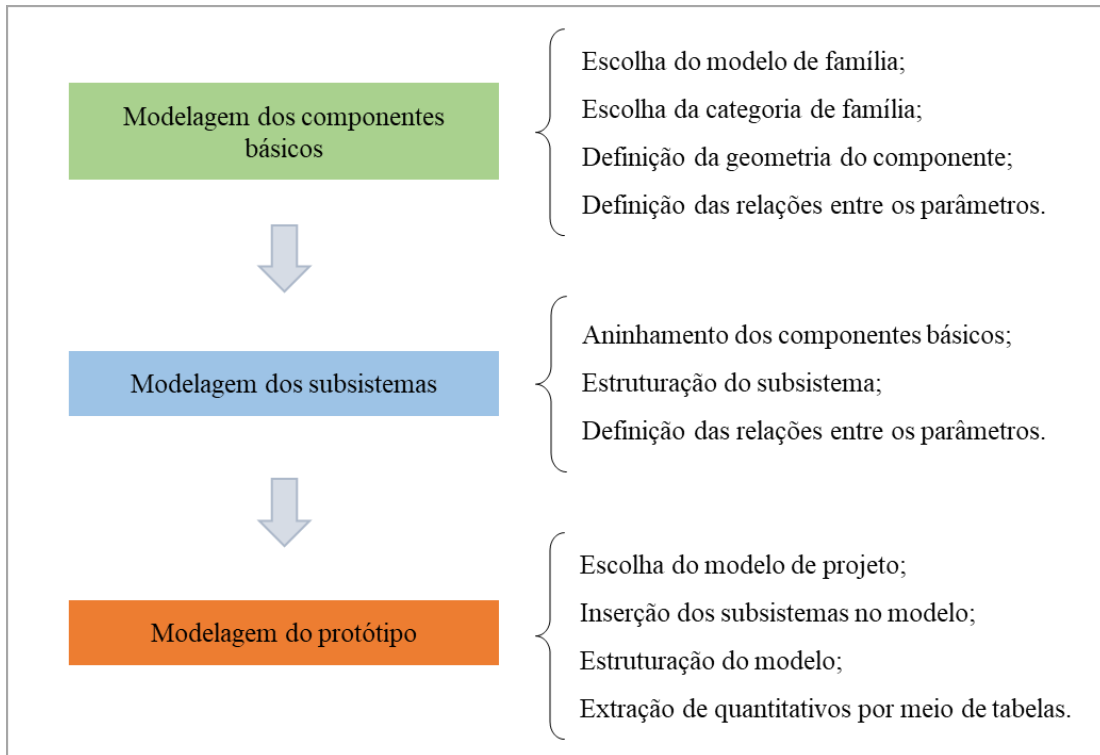 Modelagem dos componentes
básicos
Escolha do modelo de família;
Escolha da categoria de família;
Definição da geometria do componente;
Definição das relações entre os parâmetros.
Modelagem dos subsistemas
Aninhamento dos componentes básicos;
Estruturação do subsistema;
Definição das relações entre os parâmetros.
Modelagem do protótipo
Escolha do modelo de projeto;
Inserção dos subsistemas no modelo;
Estruturação do modelo;
Extração de quantitativos por meio de tabelas.